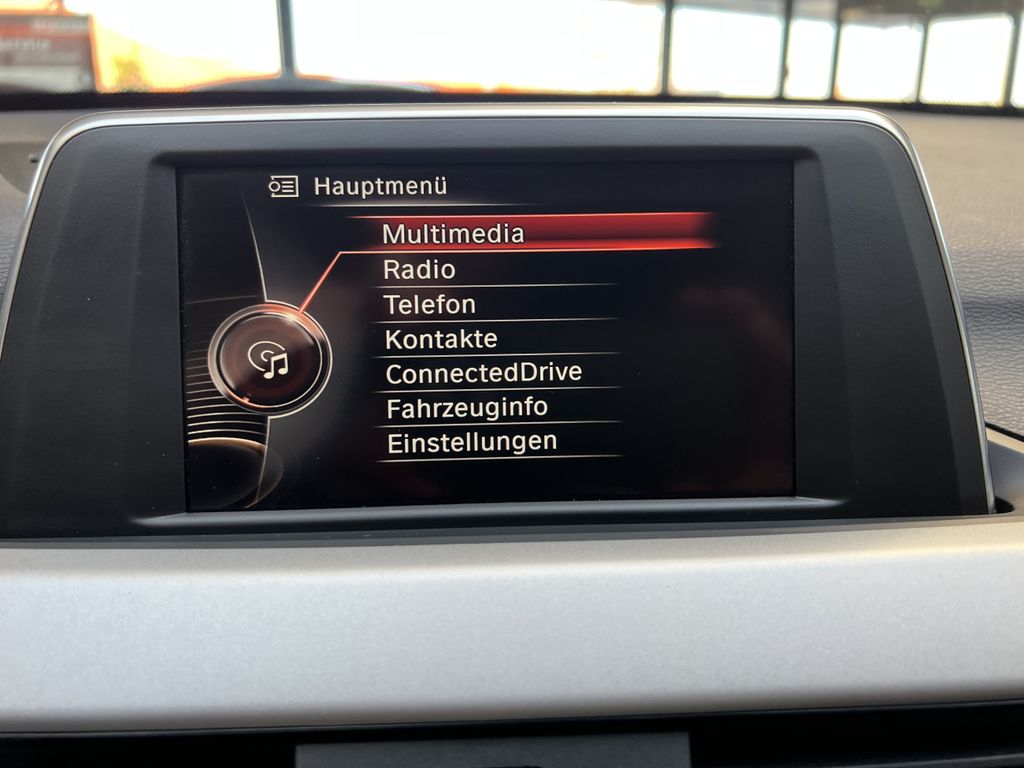 Hauptmenü
Multimedia
Radio
Telefon
Kontakte
ConnectedDrive
Fahrzeuginfo
Einstellungen